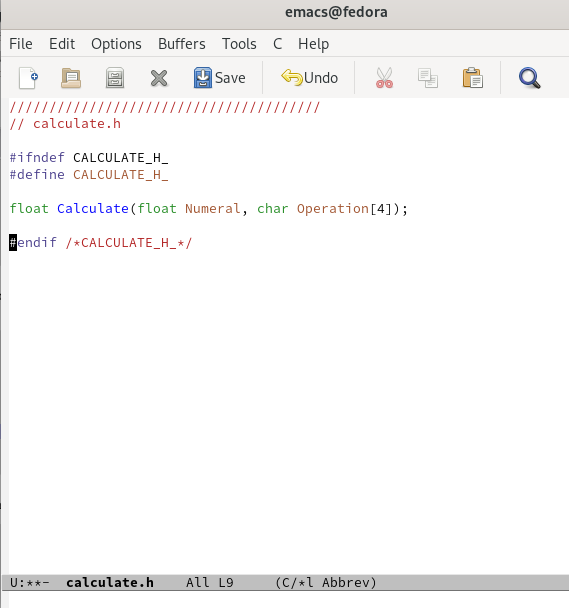 emacs@fedora
File Edit Options Buffers Tools C Help
Save Undo
///////////////////////////////////////
// calculate.h
#ifndef CALCULATE_H_
#define CALCULATE_H_
float Calculate(float Numeral, char Operation[4]);
#endif /*CALCULATE_H_*/
U:**- calculate.h All L9 (C/*l Abbrev)